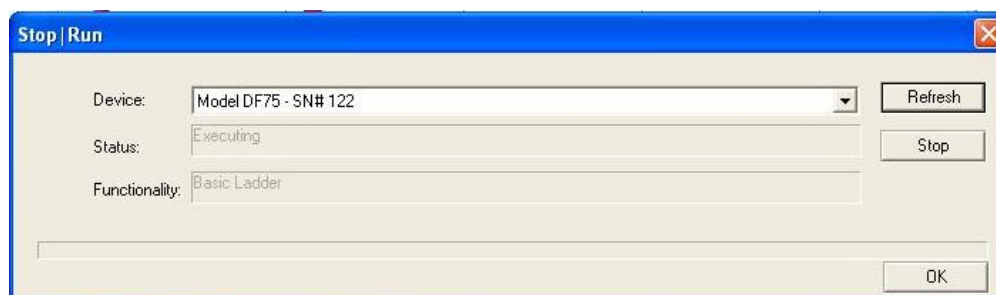 Stop|Run
Device: Model DF75 - SN# 122 Refresh
Status: Executing Stop
Functionality: Basic Ladder
OK